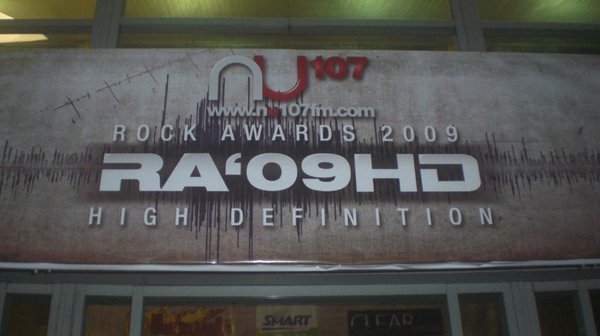 nU107
www.nu107fm.com
ROCK AWARDS 2009
RA'09HD
HIGH DEFINITION
SMART
CLEAR